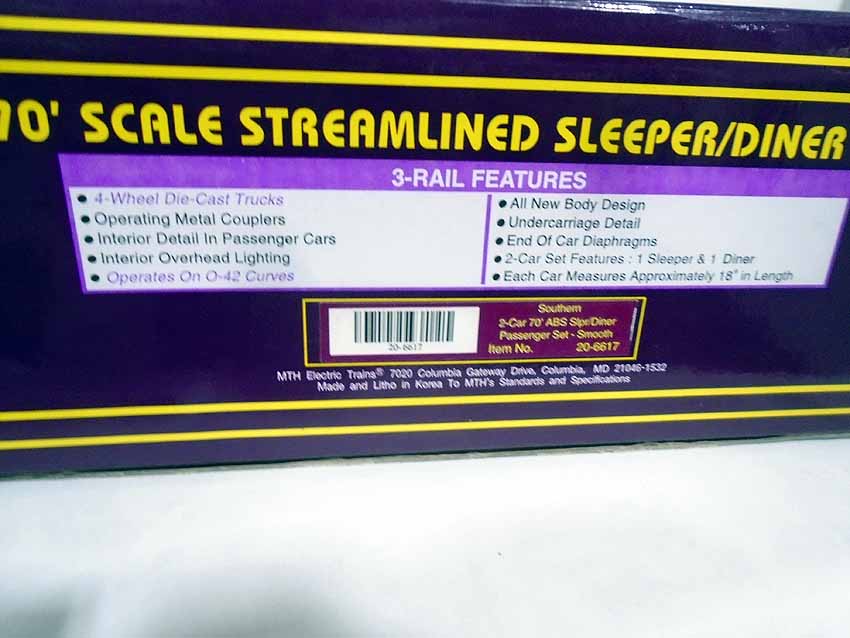 70' SCALE STREAMLINED SLEEPER/DINER
3-RAIL FEATURES
• 4-Wheel Die-Cast Trucks
• Operating Metal Couplers
• Interior Detail In Passenger Cars
• Interior Overhead Lighting
• Operates On O-42 Curves
• All New Body Design
• Undercarriage Detail
• End Of Car Diaphragms
• 2-Car Set Features : 1 Sleeper & 1 Diner
• Each Car Measures Approximately 18" in Length
20-6617
Southern
2-Car 70' ABS Slpr/Diner
Passenger Set - Smooth
Item No. 20-6617
MTH Electric Trains® 7020 Columbia Gateway Drive, Columbia, MD 21046-1532
Made and Litho in Korea To MTH's Standards and Specifications